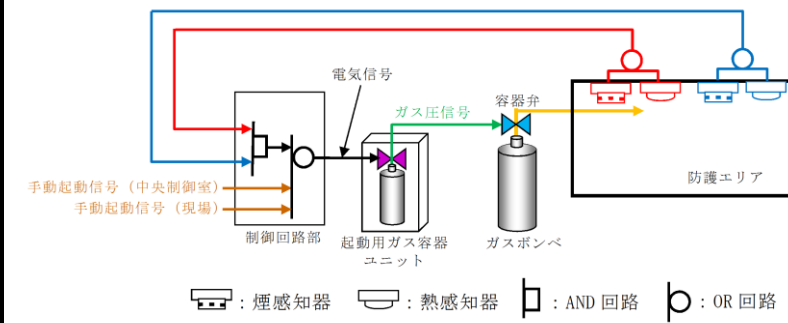 電気信号
ガス圧信号
容器弁
防護エリア
手動起動信号（中央制御室）
手動起動信号（現場）
制御回路部
起動用ガス容器
ユニット
ガスボンベ
：煙感知器 ：熱感知器 ：AND 回路 ：OR 回路